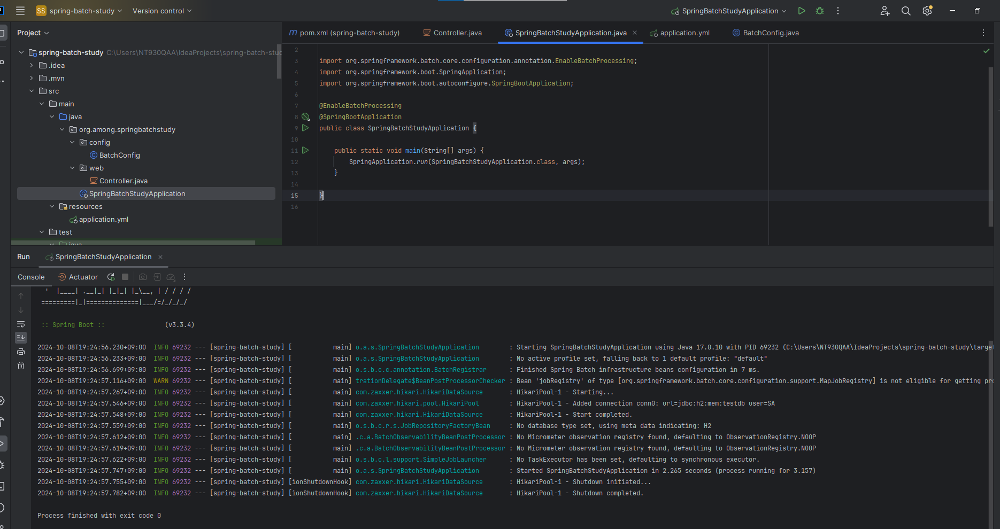 SS spring-batch-study Version control SpringBatchStudyApplication
Project
pom.xml (spring-batch-study) Controller.java SpringBatchStudyApplication.java application.yml BatchConfig.java
spring-batch-study C:\Users\NT930QAA\IdeaProjects\spring-batch-stud
.idea
.mvn
src
main
java
org.among.springbatchstudy
config
BatchConfig
web
Controller.java
SpringBatchStudyApplication
resources
application.yml
test
java
2
3 import org.springframework.batch.core.configuration.annotation.EnableBatchProcessing;
4 import org.springframework.boot.SpringApplication;
5 import org.springframework.boot.autoconfigure.SpringBootApplication;
6
7 @EnableBatchProcessing
8 @SpringBootApplication
9 public class SpringBatchStudyApplication {
10
11 public static void main(String[] args) {
12 SpringApplication.run(SpringBatchStudyApplication.class, args);
13 }
14
15 }
16
Run SpringBatchStudyApplication
Console Actuator
'  |____| .__|_| |_|_| |_\__, | / / / /
=========|_|==============|___/=/_/_/_/
:: Spring Boot :: (v3.3.4)
2024-10-08T19:24:56.230+09:00 INFO 69232 --- [spring-batch-study] [ main] o.a.s.SpringBatchStudyApplication : Starting SpringBatchStudyApplication using Java 17.0.10 with PID 69232 (C:\Users\NT930QAA\IdeaProjects\spring-batch-study\targe
2024-10-08T19:24:56.233+09:00 INFO 69232 --- [spring-batch-study] [ main] o.a.s.SpringBatchStudyApplication : No active profile set, falling back to 1 default profile: "default"
2024-10-08T19:24:56.699+09:00 INFO 69232 --- [spring-batch-study] [ main] o.s.b.c.c.annotation.BatchRegistrar : Finished Spring Batch infrastructure beans configuration in 7 ms.
2024-10-08T19:24:57.116+09:00 WARN 69232 --- [spring-batch-study] [ main] trationDelegate$BeanPostProcessorChecker : Bean 'jobRegistry' of type [org.springframework.batch.core.configuration.support.MapJobRegistry] is not eligible for getting pro
2024-10-08T19:24:57.267+09:00 INFO 69232 --- [spring-batch-study] [ main] com.zaxxer.hikari.HikariDataSource : HikariPool-1 - Starting...
2024-10-08T19:24:57.546+09:00 INFO 69232 --- [spring-batch-study] [ main] com.zaxxer.hikari.pool.HikariPool : HikariPool-1 - Added connection conn0: url=jdbc:h2:mem:testdb user=SA
2024-10-08T19:24:57.548+09:00 INFO 69232 --- [spring-batch-study] [ main] com.zaxxer.hikari.HikariDataSource : HikariPool-1 - Start completed.
2024-10-08T19:24:57.559+09:00 INFO 69232 --- [spring-batch-study] [ main] o.s.b.c.r.s.JobRepositoryFactoryBean : No database type set, using meta data indicating: H2
2024-10-08T19:24:57.612+09:00 INFO 69232 --- [spring-batch-study] [ main] .c.a.BatchObservabilityBeanPostProcessor : No Micrometer observation registry found, defaulting to ObservationRegistry.NOOP
2024-10-08T19:24:57.619+09:00 INFO 69232 --- [spring-batch-study] [ main] .c.a.BatchObservabilityBeanPostProcessor : No Micrometer observation registry found, defaulting to ObservationRegistry.NOOP
2024-10-08T19:24:57.622+09:00 INFO 69232 --- [spring-batch-study] [ main] o.s.b.c.l.support.SimpleJobLauncher : No TaskExecutor has been set, defaulting to synchronous executor.
2024-10-08T19:24:57.747+09:00 INFO 69232 --- [spring-batch-study] [ main] o.a.s.SpringBatchStudyApplication : Started SpringBatchStudyApplication in 2.265 seconds (process running for 3.157)
2024-10-08T19:24:57.755+09:00 INFO 69232 --- [spring-batch-study] [ionShutdownHook] com.zaxxer.hikari.HikariDataSource : HikariPool-1 - Shutdown initiated...
2024-10-08T19:24:57.782+09:00 INFO 69232 --- [spring-batch-study] [ionShutdownHook] com.zaxxer.hikari.HikariDataSource : HikariPool-1 - Shutdown completed.
Process finished with exit code 0